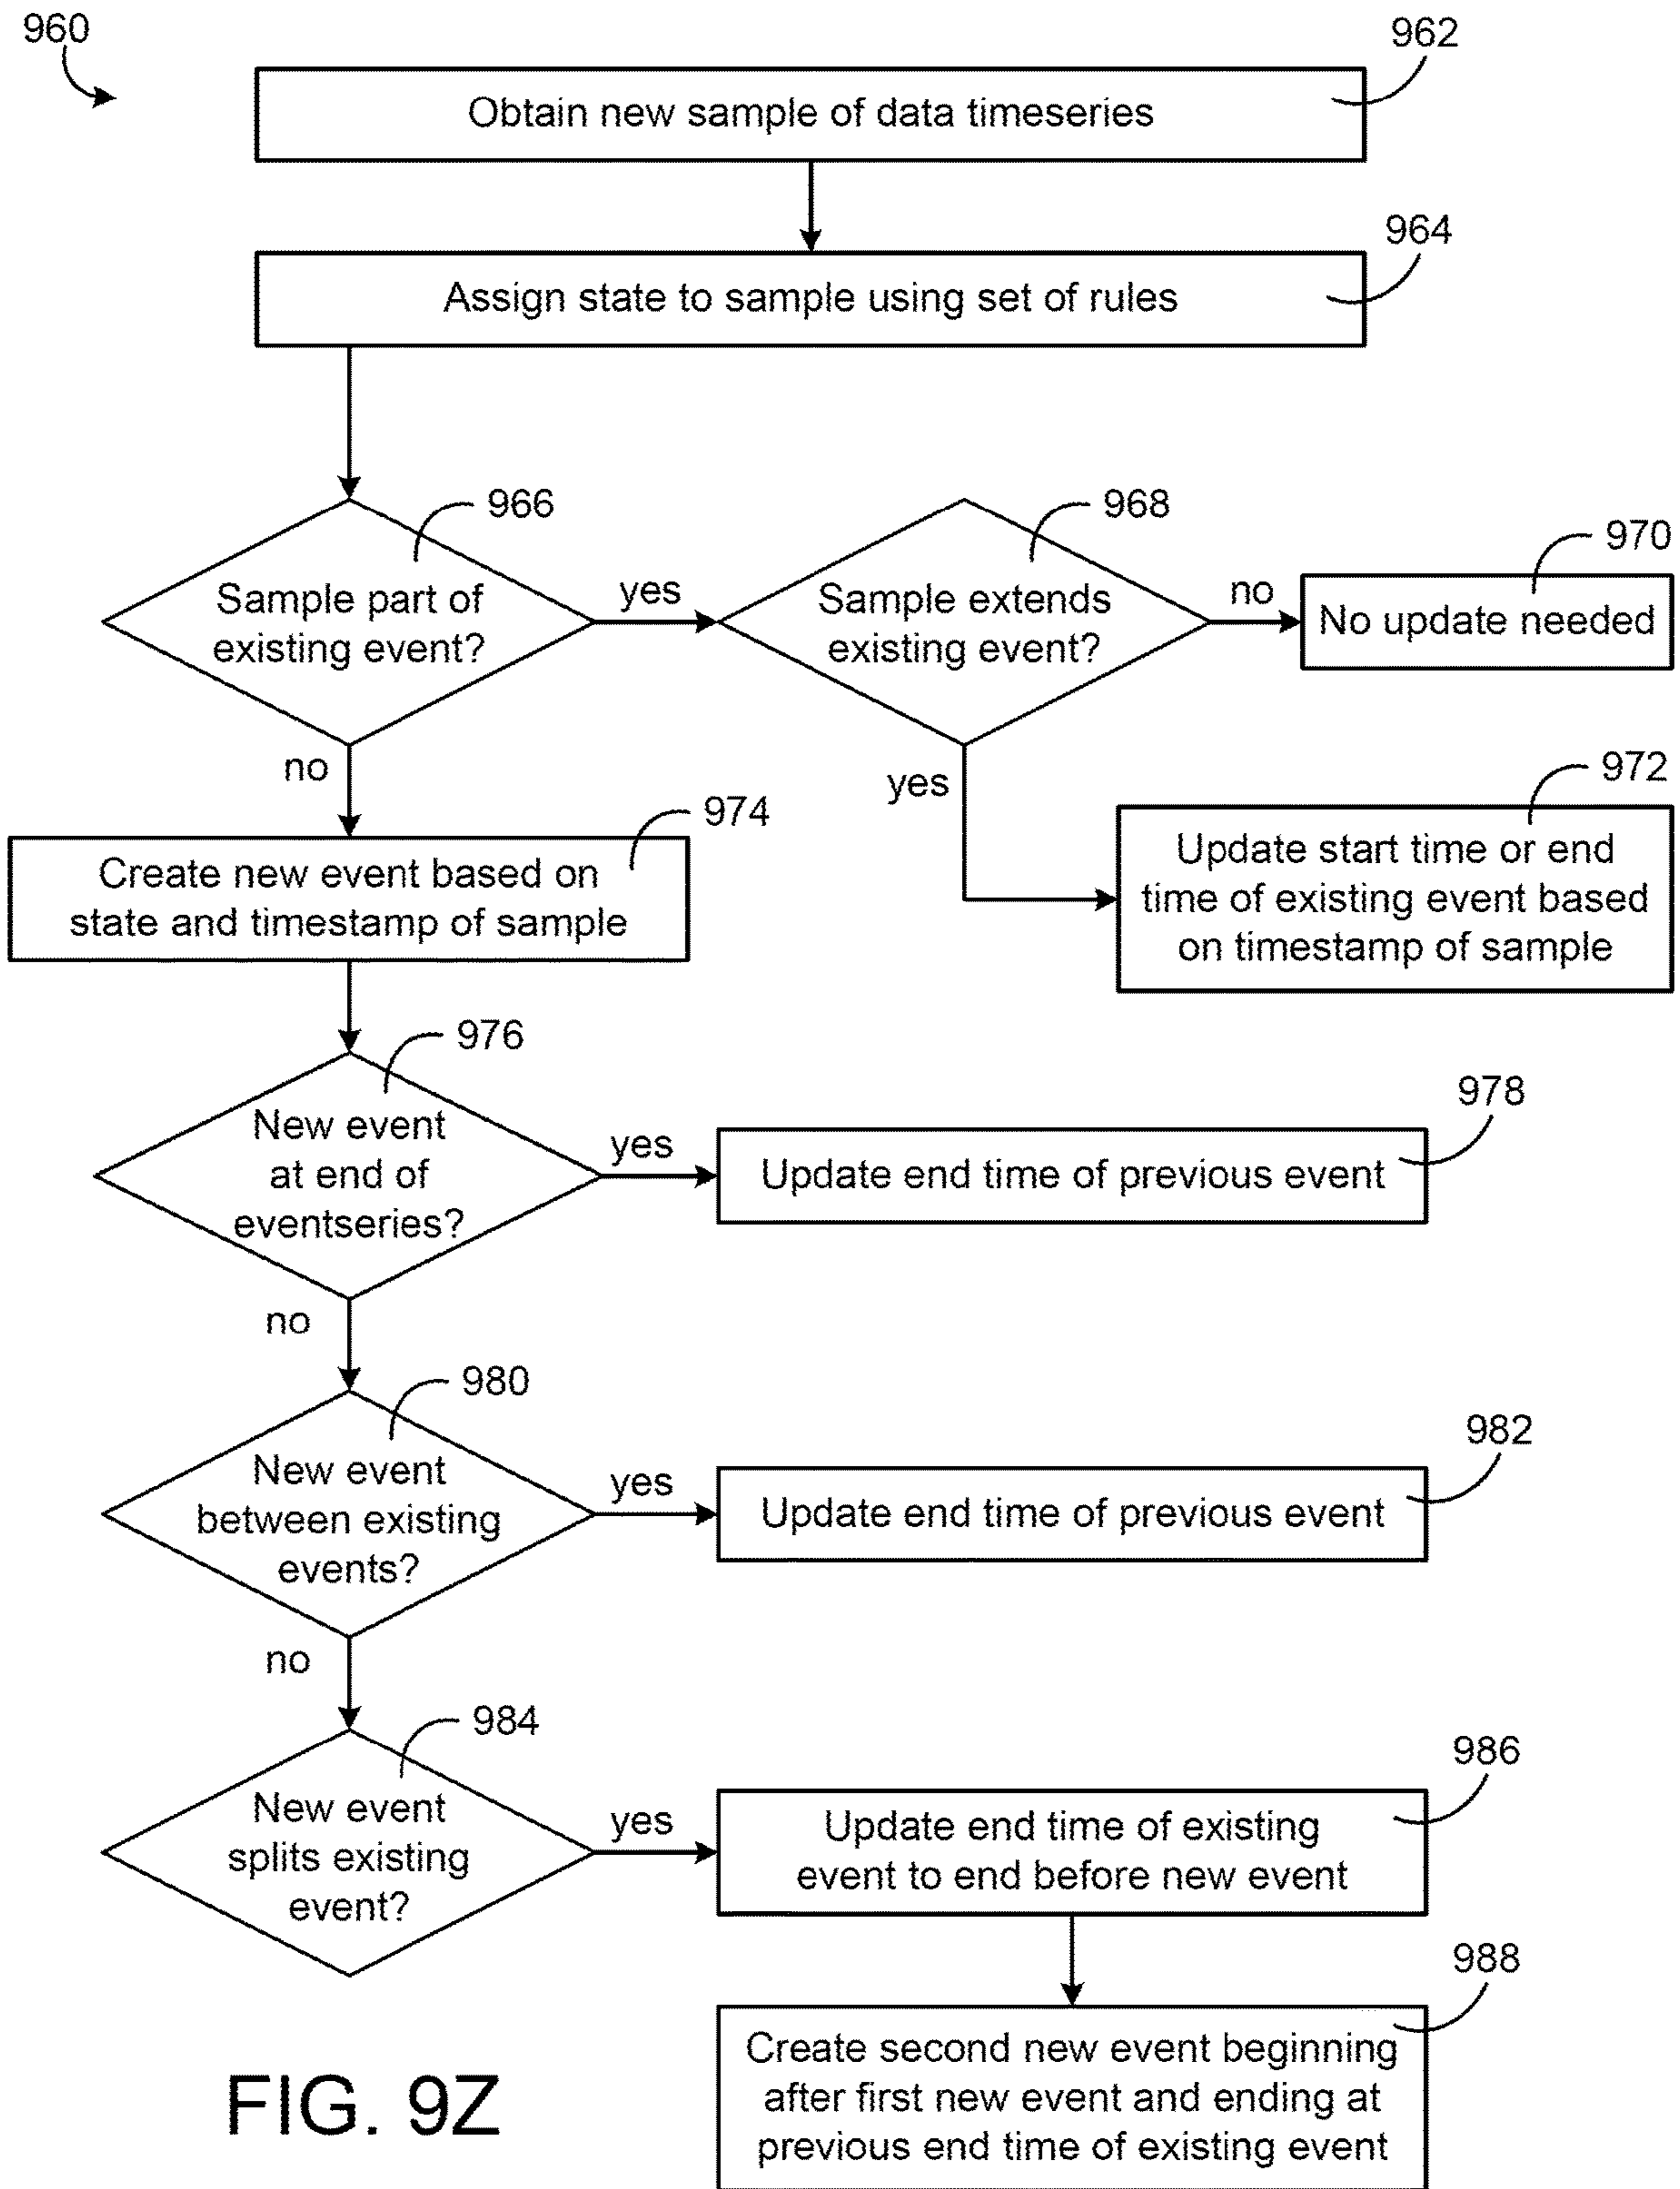 960
962
Obtain new sample of data timeseries
964
Assign state to sample using set of rules
966
Sample part of
existing event?
yes
968
Sample extends
existing event?
no
970
No update needed
yes
972
Update start time or end
time of existing event based
on timestamp of sample
no
974
Create new event based on
state and timestamp of sample
976
New event
at end of
eventseries?
yes
978
Update end time of previous event
no
980
New event
between existing
events?
yes
982
Update end time of previous event
no
984
New event
splits existing
event?
yes
986
Update end time of existing
event to end before new event
988
Create second new event beginning
after first new event and ending at
previous end time of existing event
FIG. 9Z